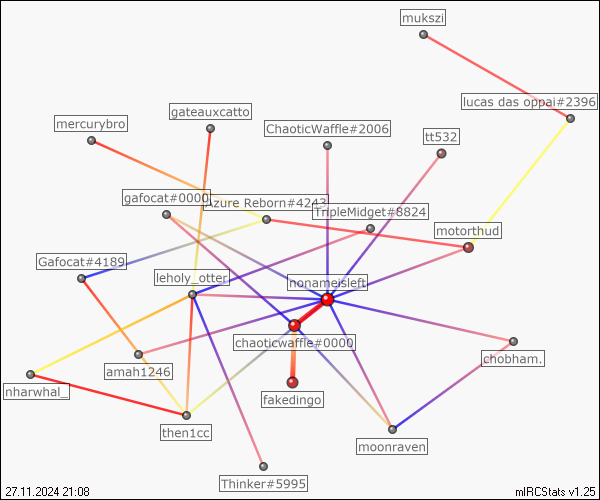 mukszi
lucas das oppai#2396
gateauxcatto
mercurybro
ChaoticWaffle#2006
tt532
gafocat#0000
Azure Reborn#4243
TripleMidget#8824
motorthud
Gafocat#4189
leholy_otter
nonameisleft
chaoticwaffle#0000
chobham.
amah1246
nharwhal_
fakedingo
then1cc
moonraven
Thinker#5995
27.11.2024 21:08
mIRCStats v1.25